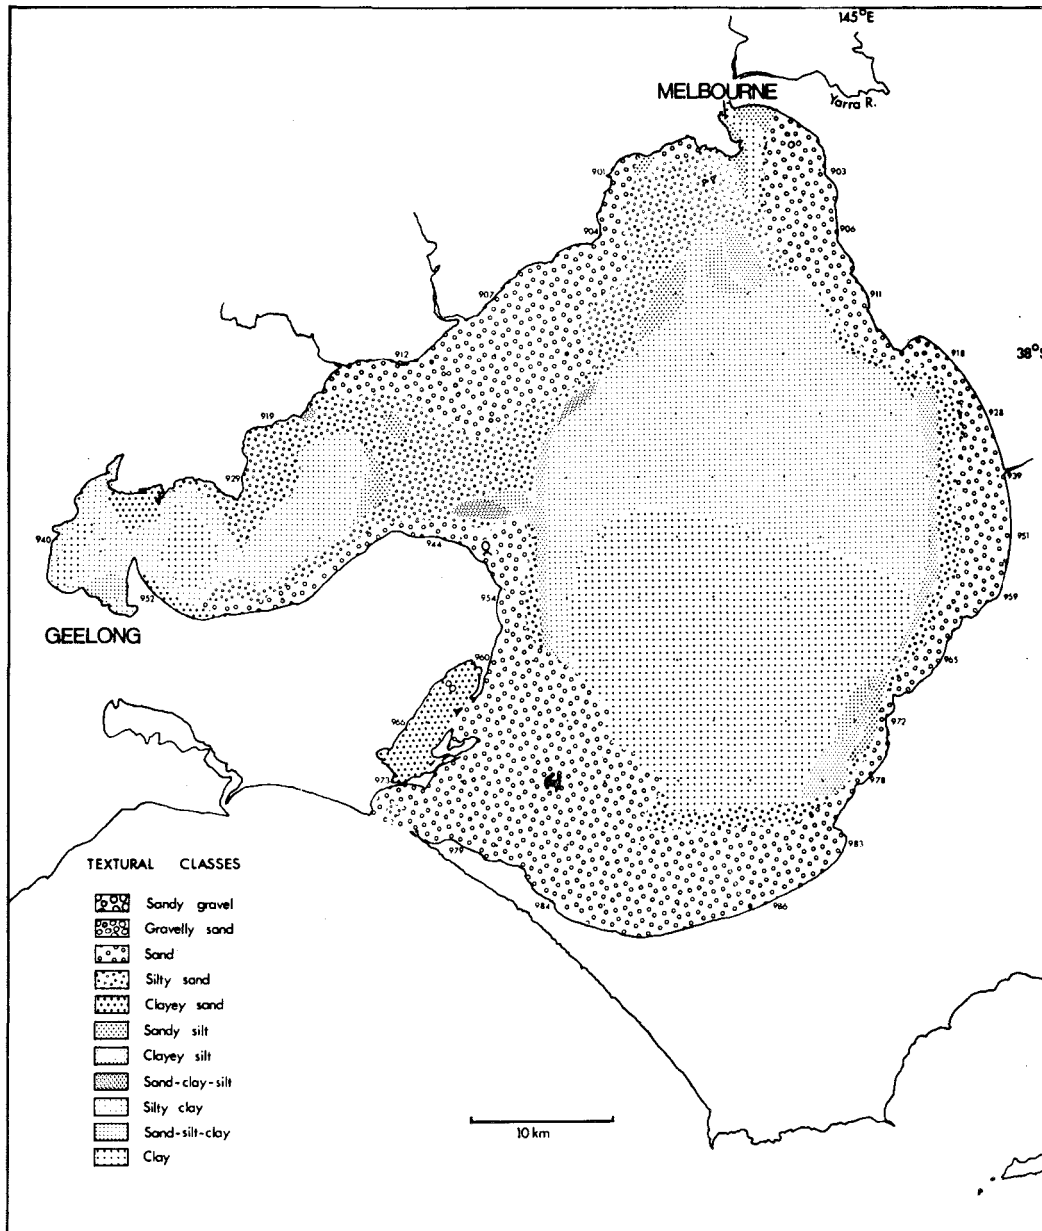 145°E
MELBOURNE
Yarra R.
901
903
904
906
907
911
912
918
38°S
919
928
929
939
940
944
951
952
954
959
GEELONG
960
965
966
972
973
978
979
983
984
986
TEXTURAL CLASSES
Sandy gravel
Gravelly sand
Sand
Silty sand
Clayey sand
Sandy silt
Clayey silt
Sand-clay-silt
Silty clay
Sand-silt-clay
Clay
10 km